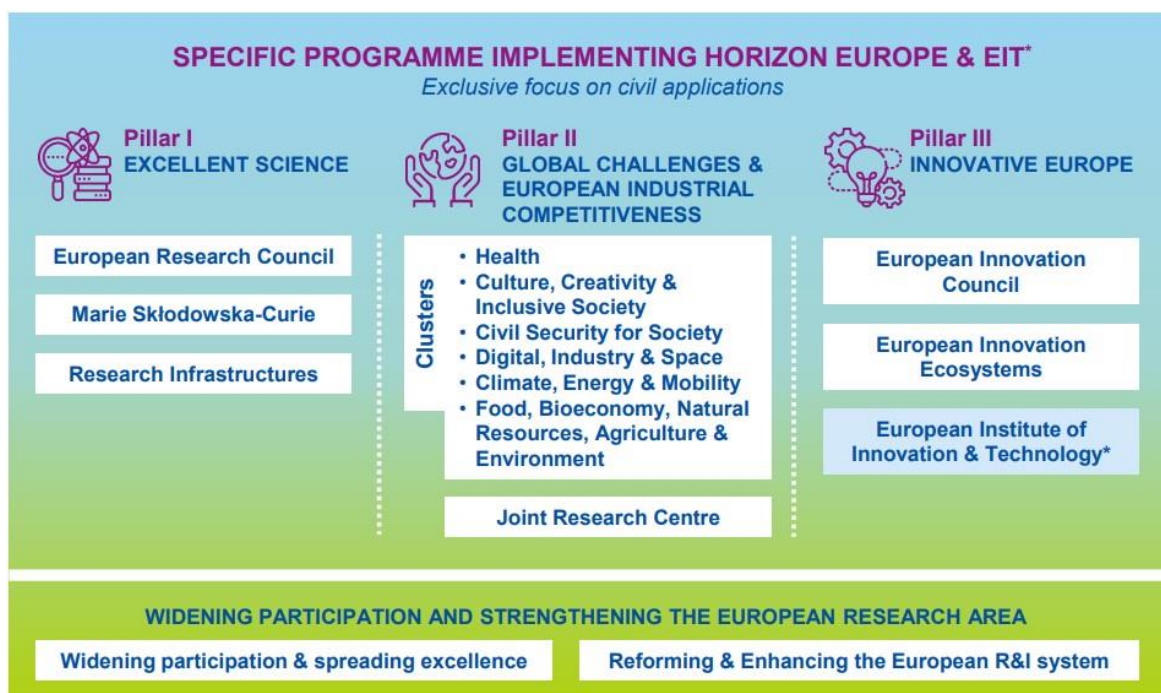 SPECIFIC PROGRAMME IMPLEMENTING HORIZON EUROPE & EIT*
Exclusive focus on civil applications
Pillar I
EXCELLENT SCIENCE
European Research Council
Marie Skłodowska-Curie
Research Infrastructures
Pillar II
GLOBAL CHALLENGES &
EUROPEAN INDUSTRIAL
COMPETITIVENESS
Clusters
• Health
• Culture, Creativity &
Inclusive Society
• Civil Security for Society
• Digital, Industry & Space
• Climate, Energy & Mobility
• Food, Bioeconomy, Natural
Resources, Agriculture &
Environment
Joint Research Centre
Pillar III
INNOVATIVE EUROPE
European Innovation
Council
European Innovation
Ecosystems
European Institute of
Innovation & Technology*
WIDENING PARTICIPATION AND STRENGTHENING THE EUROPEAN RESEARCH AREA
Widening participation & spreading excellence
Reforming & Enhancing the European R&I system